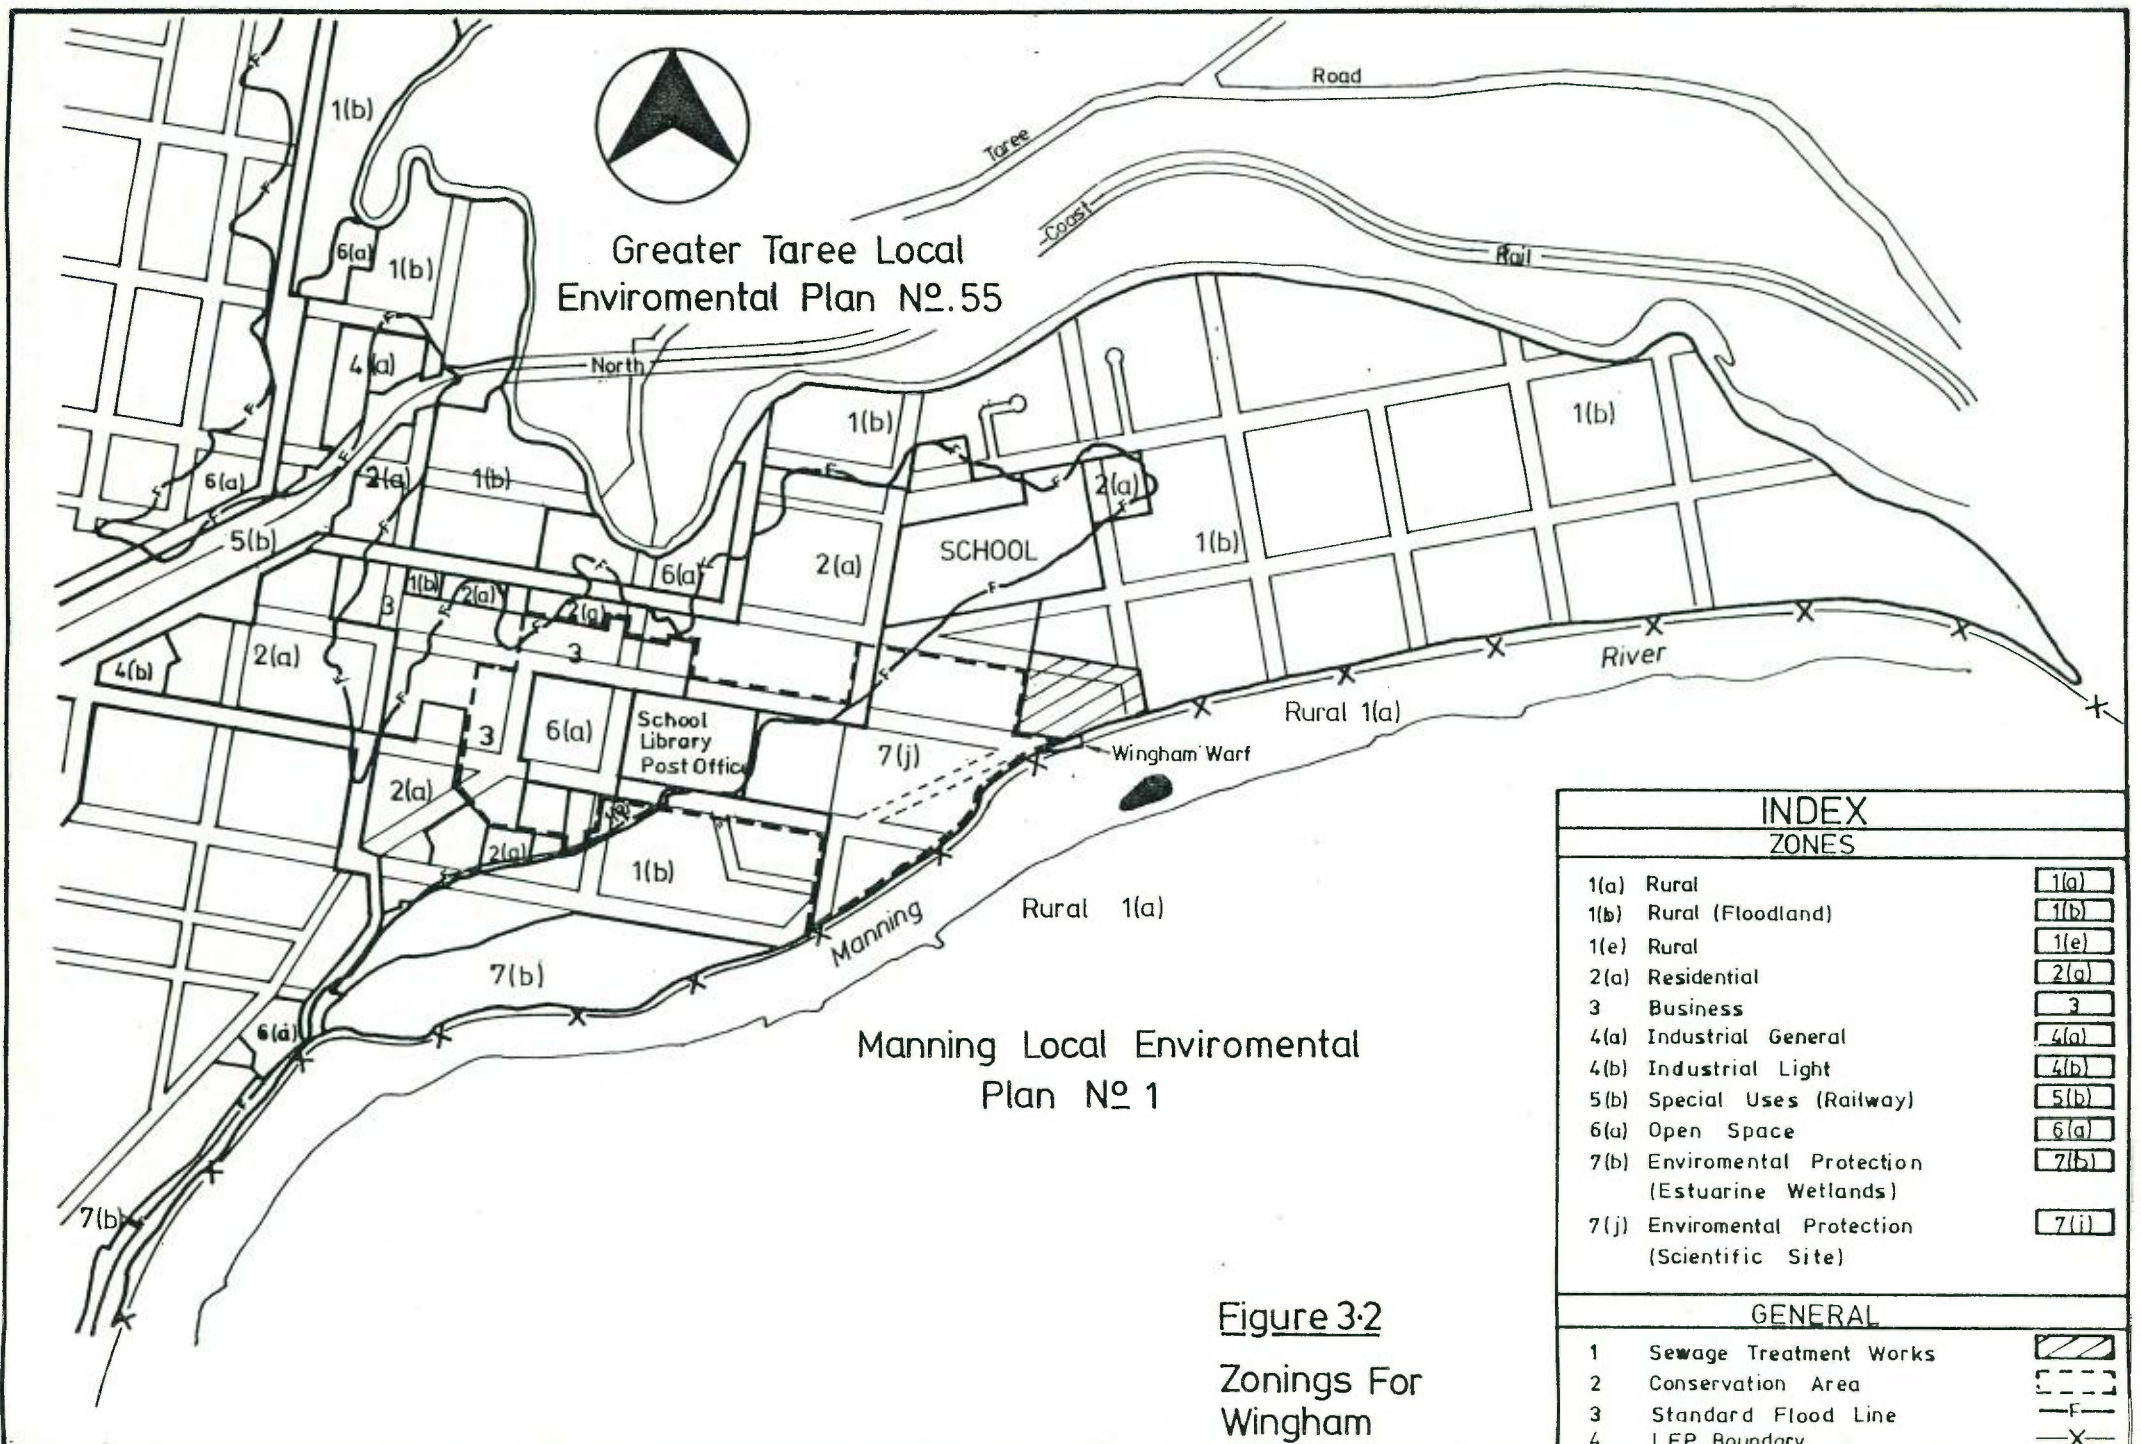 Road
Taree
1(b)
Coast
6(a)
1(b)
Greater Taree Local
Enviromental Plan Nº.55
Rail
4(a)
North
1(b)
1(b)
6(a)
2(a)
1(b)
2(a)
5(b)
SCHOOL
1(b)
1(b)
2(a)
6(a)
2(a)
3
2(a)
2(a)
3
4(b)
River
3
6(a)
School
Library
Post Office
Rural 1(a)
7(j)
Wingham Warf
2(a)
2(a)
1(b)
Rural 1(a)
Manning
7(b)
6(a)
Manning Local Enviromental
Plan Nº 1
7(b)
Figure 3·2
Zonings For
Wingham
INDEX
ZONES
1(a) Rural 1(a)
1(b) Rural (Floodland) 1(b)
1(e) Rural 1(e)
2(a) Residential 2(a)
3 Business 3
4(a) Industrial General 4(a)
4(b) Industrial Light 4(b)
5(b) Special Uses (Railway) 5(b)
6(a) Open Space 6(a)
7(b) Enviromental Protection 7(b)
(Estuarine Wetlands)
7(j) Enviromental Protection 7(j)
(Scientific Site)
GENERAL
1 Sewage Treatment Works
2 Conservation Area
3 Standard Flood Line F
4 LEP Boundary X